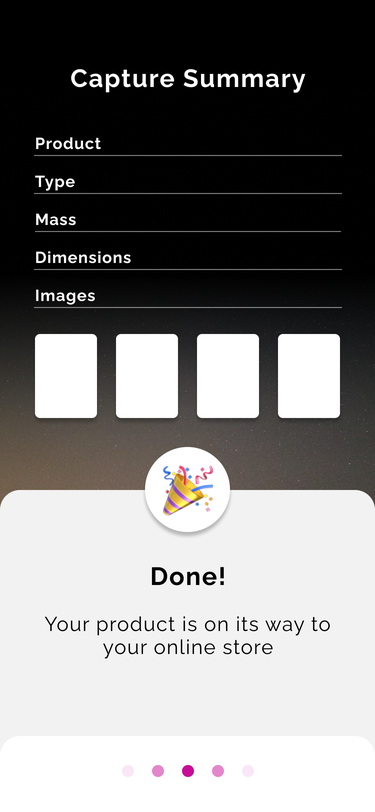 Capture Summary
Product
Type
Mass
Dimensions
Images
Done!
Your product is on its way to
your online store